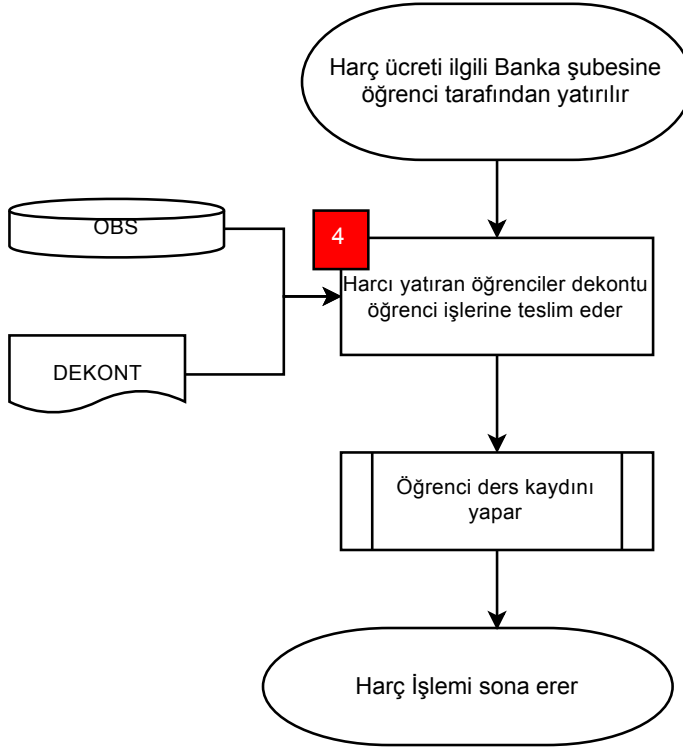 Harç ücreti ilgili Banka şubesine
öğrenci tarafından yatırılır
OBS
4
Harcı yatıran öğrenciler dekontu
öğrenci işlerine teslim eder
DEKONT
Öğrenci ders kaydını
yapar
Harç İşlemi sona erer